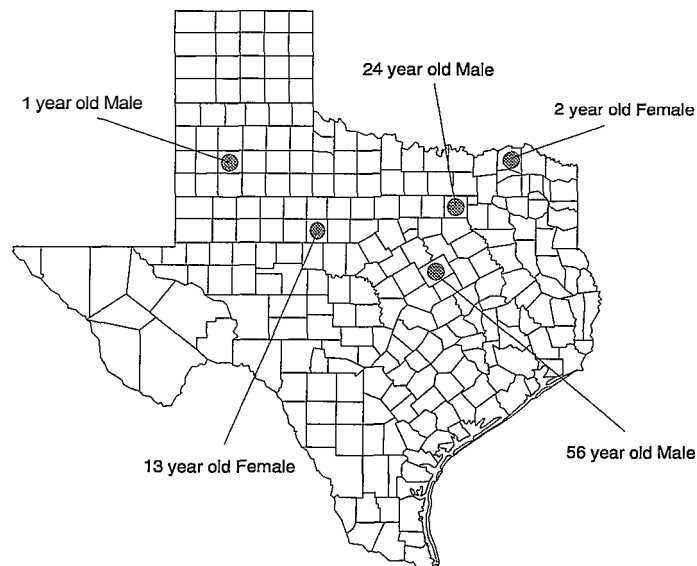 24 year old Male
1 year old Male
2 year old Female
13 year old Female
56 year old Male